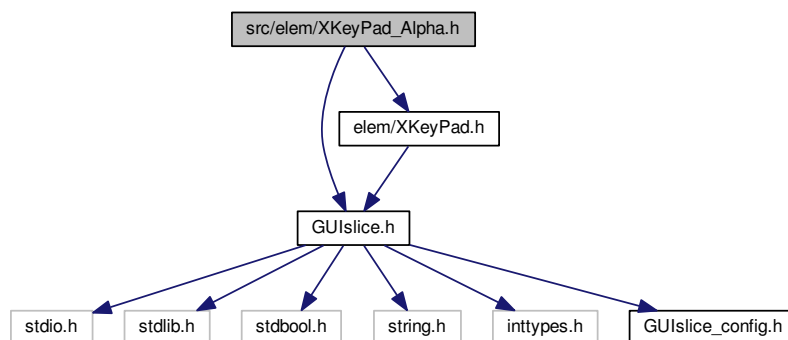 src/elem/XKeyPad_Alpha.h
elem/XKeyPad.h
GUIslice.h
stdio.h
stdlib.h
stdbool.h
string.h
inttypes.h
GUIslice_config.h